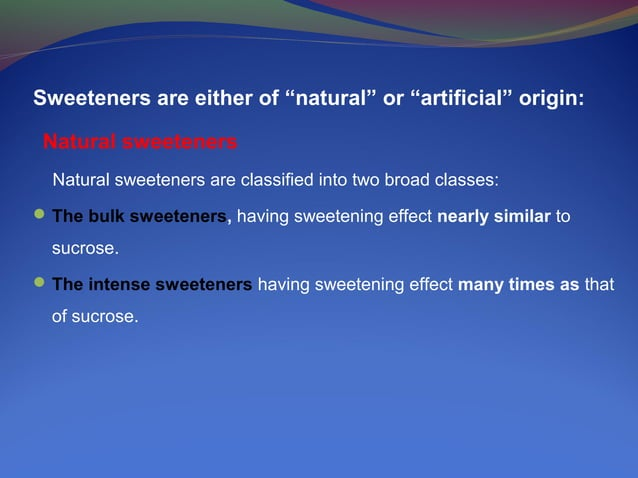 Sweeteners are either of “natural” or “artificial” origin:
Natural sweeteners
Natural sweeteners are classified into two broad classes:
The bulk sweeteners, having sweetening effect nearly similar to
sucrose.
The intense sweeteners having sweetening effect many times as that
of sucrose.